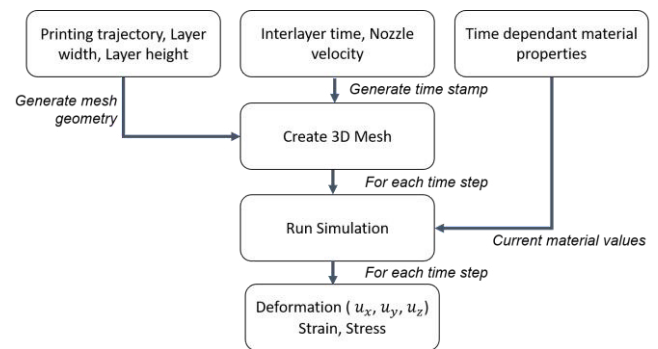 Printing trajectory, Layer
width, Layer height
Interlayer time, Nozzle
velocity
Time dependant material
properties
Generate mesh
geometry
Generate time stamp
Create 3D Mesh
For each time step
Run Simulation
Current material values
For each time step
Deformation ( u_x, u_y, u_z)
Strain, Stress